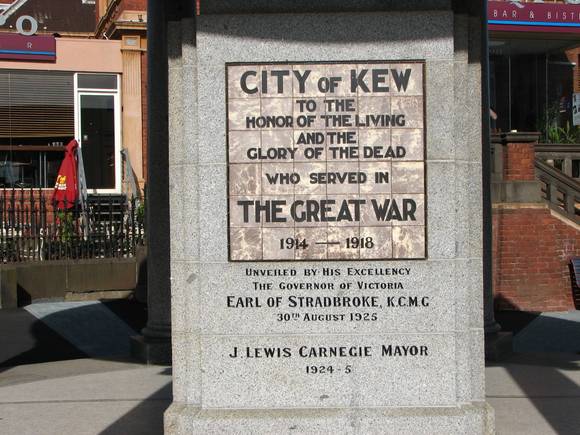 ZO
R
BAR & BIST
CITY OF KEW
TO THE
HONOR OF THE LIVING
AND THE
GLORY OF THE DEAD
WHO SERVED IN
THE GREAT WAR
1914 — 1918
UNVEILED BY HIS EXCELLENCY
THE GOVERNOR OF VICTORIA
EARL OF STRADBROKE, K.C.M.G
30TH AUGUST 1925
J. LEWIS CARNEGIE MAYOR
1924-5